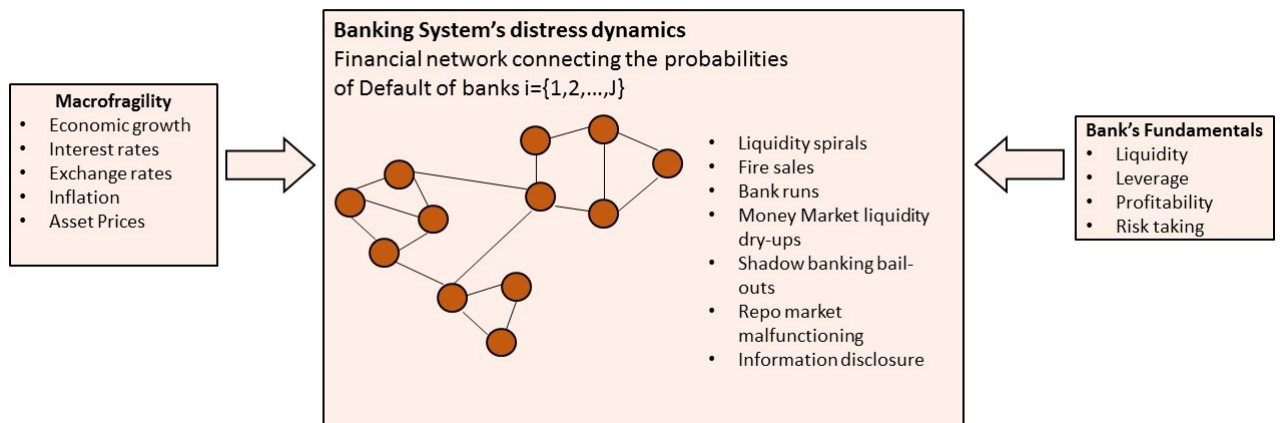 Macrofragility
• Economic growth
• Interest rates
• Exchange rates
• Inflation
• Asset Prices
Banking System’s distress dynamics
Financial network connecting the probabilities
of Default of banks i={1,2,...,J}
• Liquidity spirals
• Fire sales
• Bank runs
• Money Market liquidity
dry-ups
• Shadow banking bail-
outs
• Repo market
malfunctioning
• Information disclosure
Bank’s Fundamentals
• Liquidity
• Leverage
• Profitability
• Risk taking